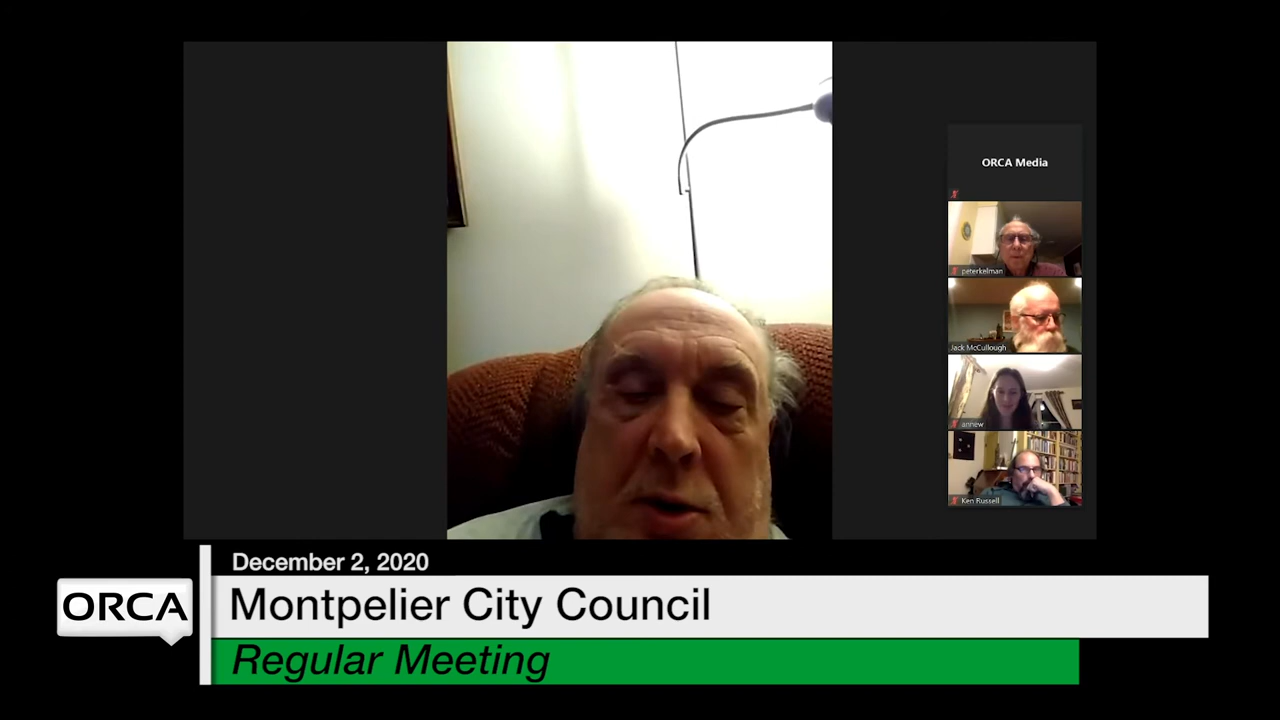 ORCA Media
peterkelman
Jack McCullough
annew
Ken Russell
December 2, 2020
ORCA
Montpelier City Council
Regular Meeting